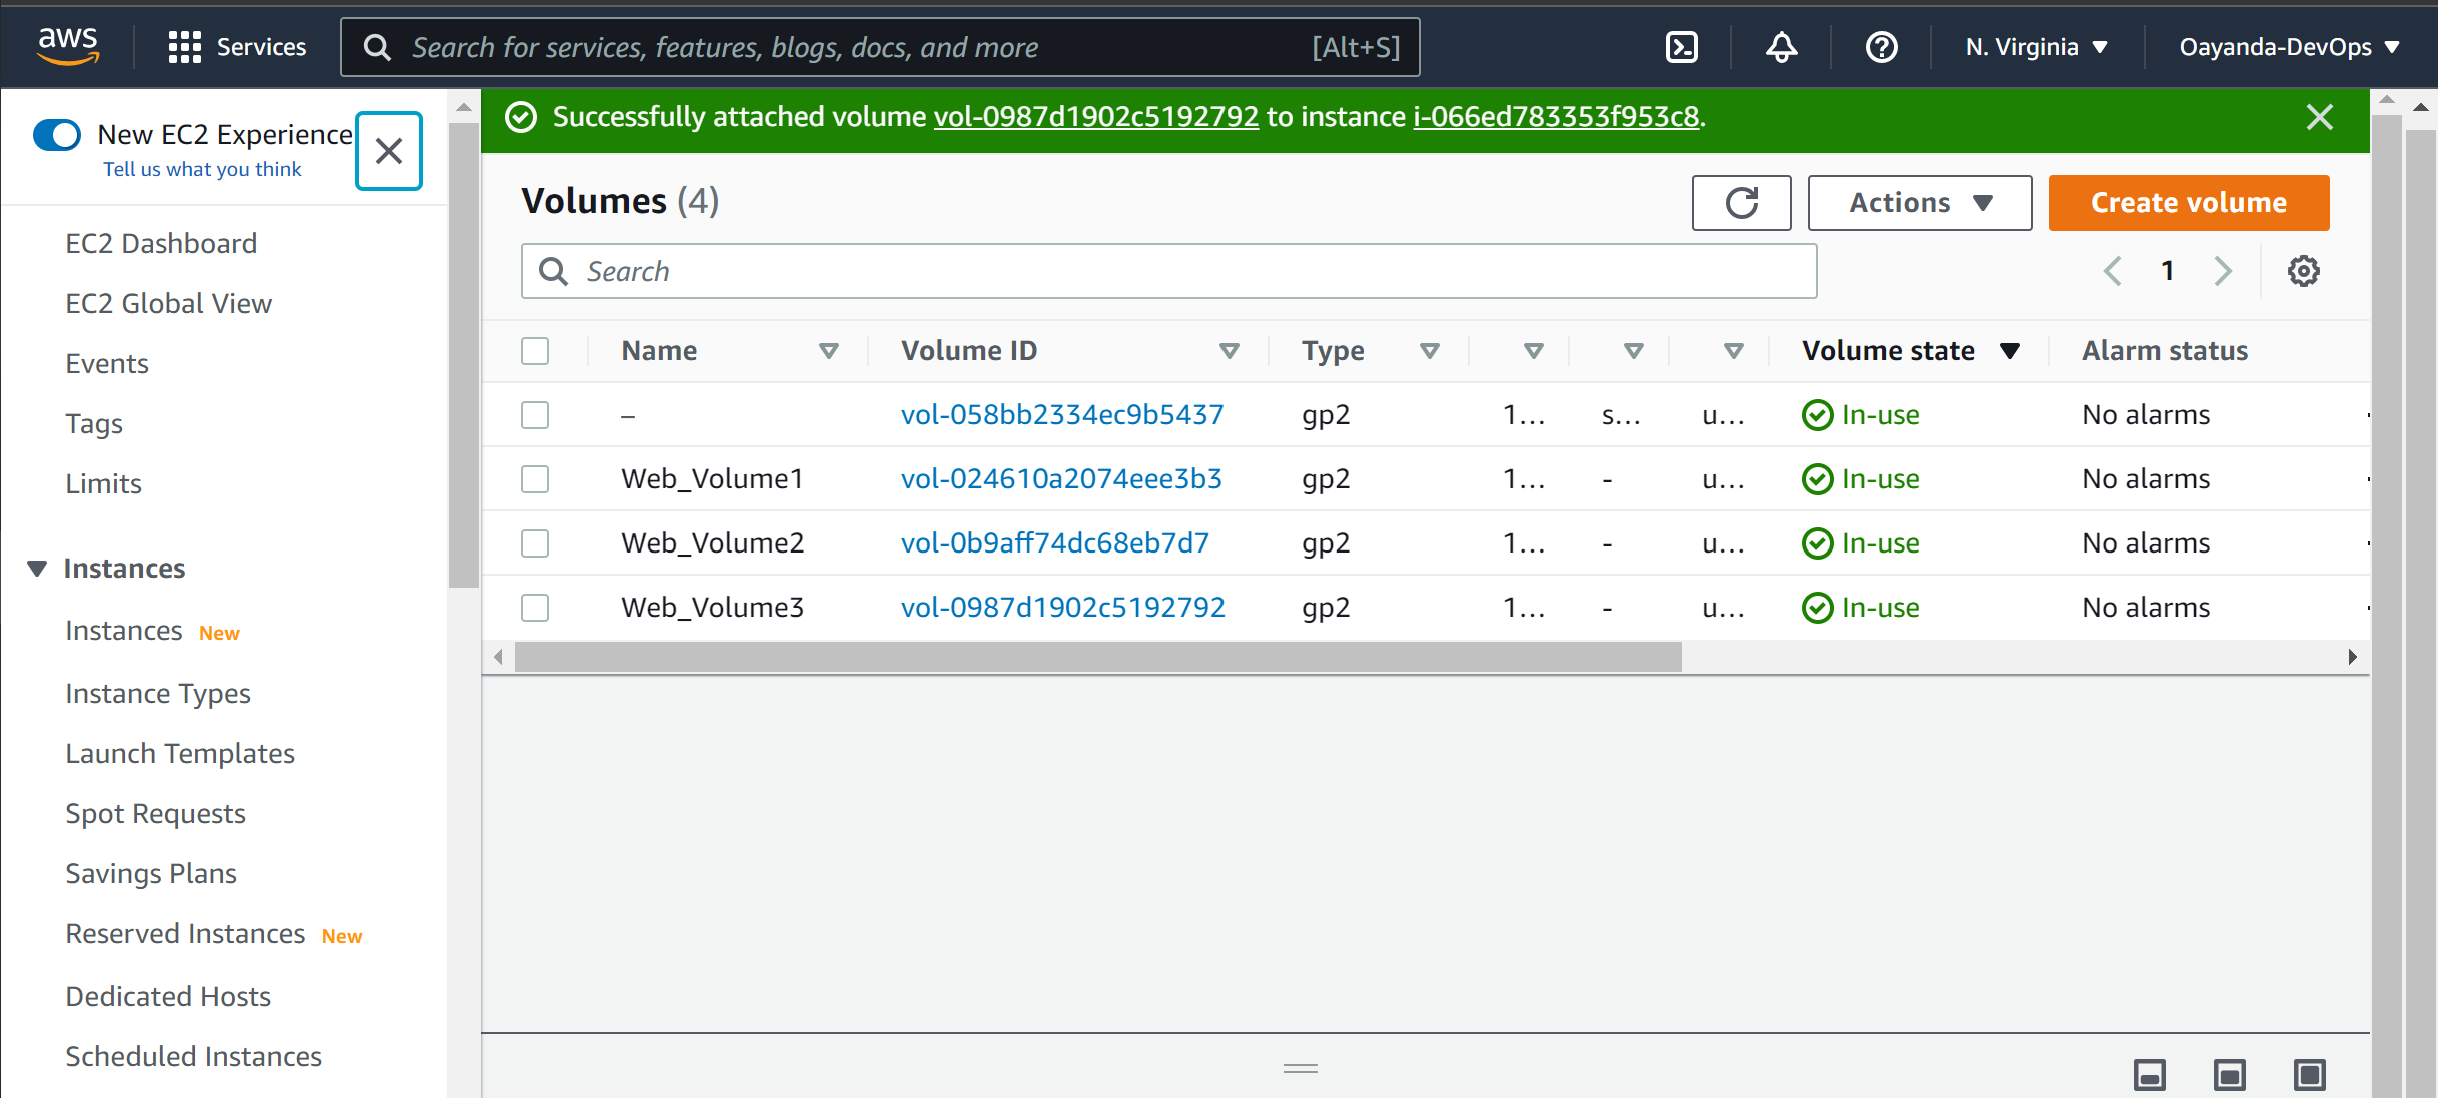 aws Services Search for services, features, blogs, docs, and more [Alt+S] N. Virginia Oayanda-DevOps
New EC2 Experience
Tell us what you think
EC2 Dashboard
EC2 Global View
Events
Tags
Limits
Instances
Instances New
Instance Types
Launch Templates
Spot Requests
Savings Plans
Reserved Instances New
Dedicated Hosts
Scheduled Instances
Successfully attached volume vol-0987d1902c5192792 to instance i-066ed783353f953c8.
Volumes (4) Actions Create volume
Search 1
Name Volume ID Type Volume state Alarm status
– vol-058bb2334ec9b5437 gp2 1... s... u... In-use No alarms
Web_Volume1 vol-024610a2074eee3b3 gp2 1... - u... In-use No alarms
Web_Volume2 vol-0b9aff74dc68eb7d7 gp2 1... - u... In-use No alarms
Web_Volume3 vol-0987d1902c5192792 gp2 1... - u... In-use No alarms